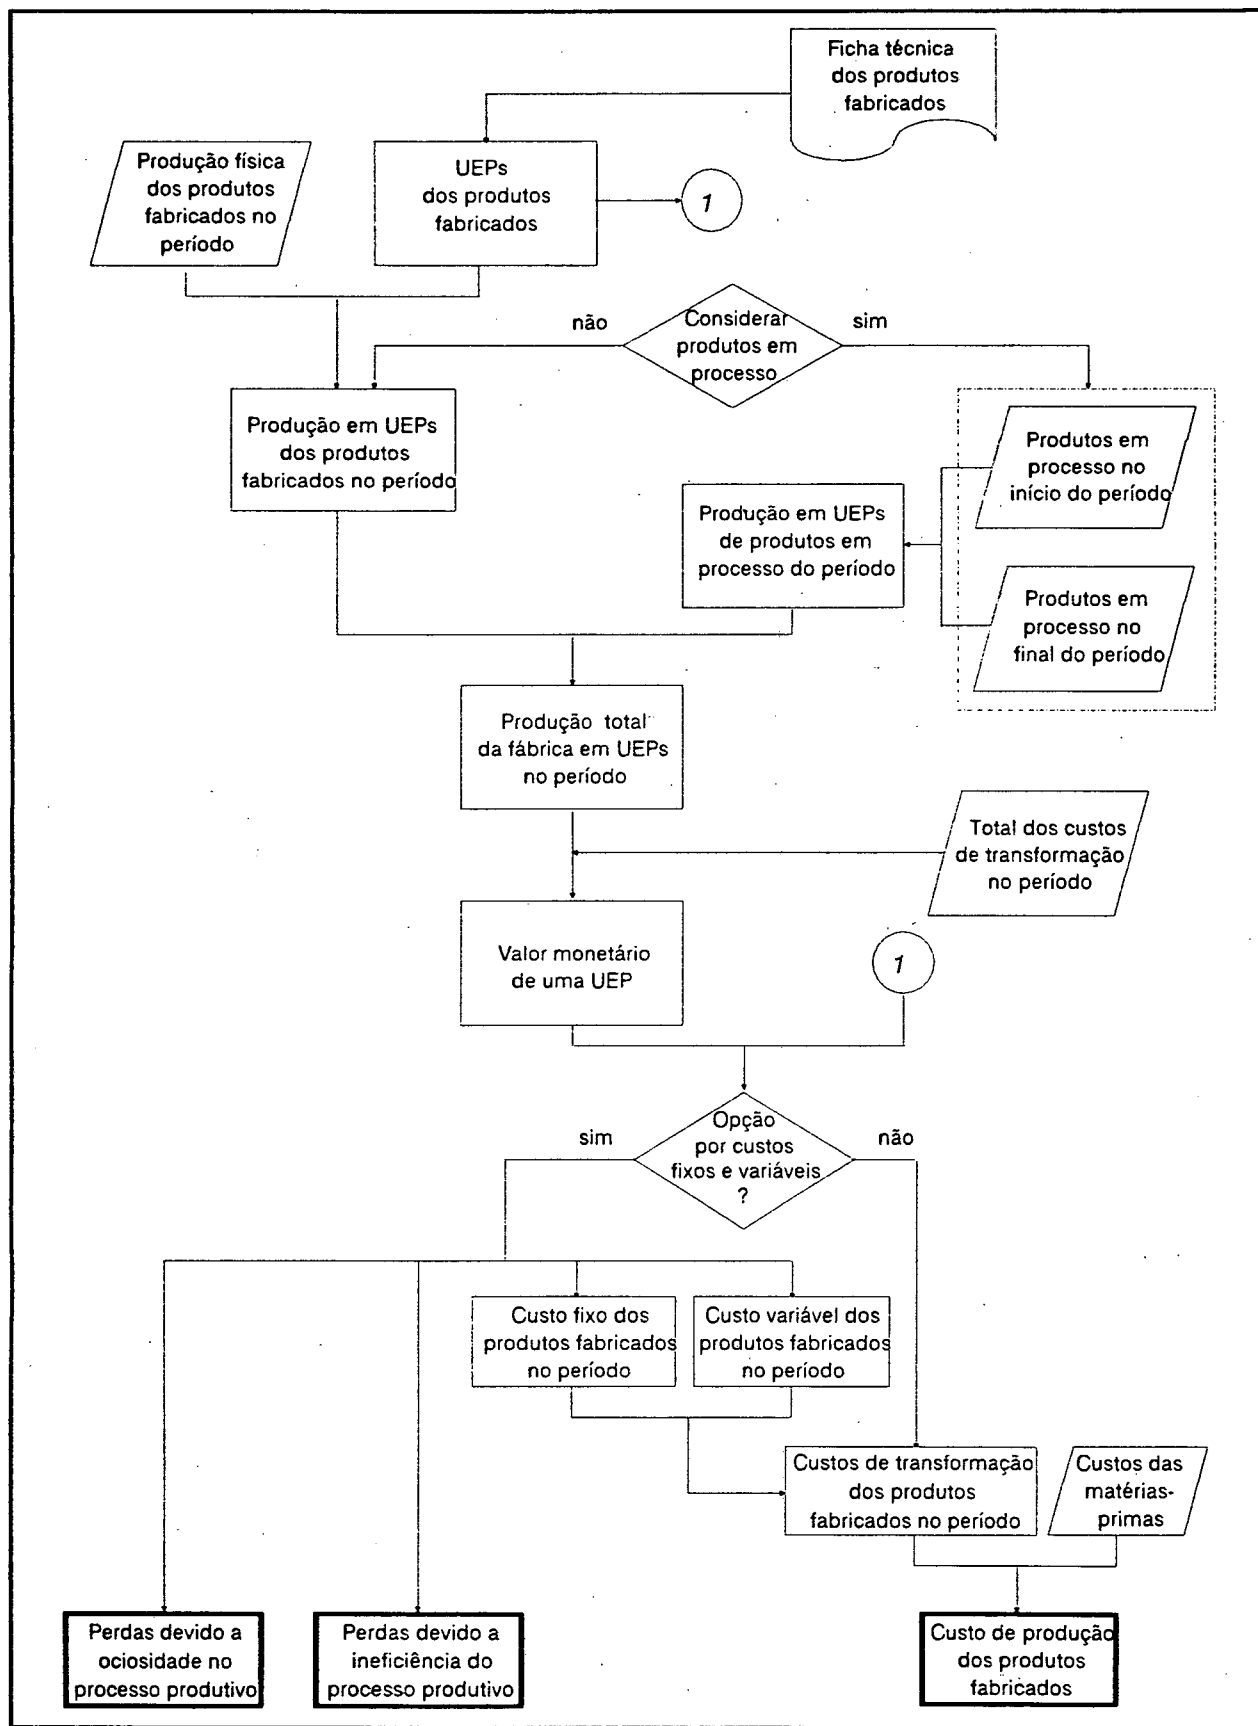 Ficha técnica
dos produtos
fabricados
Produção física
dos produtos
fabricados no
período
UEPs
dos produtos
fabricados
1
não
Considerar
produtos em
processo
sim
Produção em UEPs
dos produtos
fabricados no período
Produtos em
processo no
início do período
Produção em UEPs
de produtos em
processo do período
Produtos em
processo no
final do período
Produção total
da fábrica em UEPs
no período
Total dos custos
de transformação
no período
Valor monetário
de uma UEP
1
sim
Opção
por custos
fixos e variáveis
?
não
Custo fixo dos
produtos fabricados
no período
Custo variável dos
produtos fabricados
no período
Custos de transformação
dos produtos
fabricados no período
Custos das
matérias-
primas
Perdas devido a
ociosidade no
processo produtivo
Perdas devido a
ineficiência do
processo produtivo
Custo de produção
dos produtos
fabricados